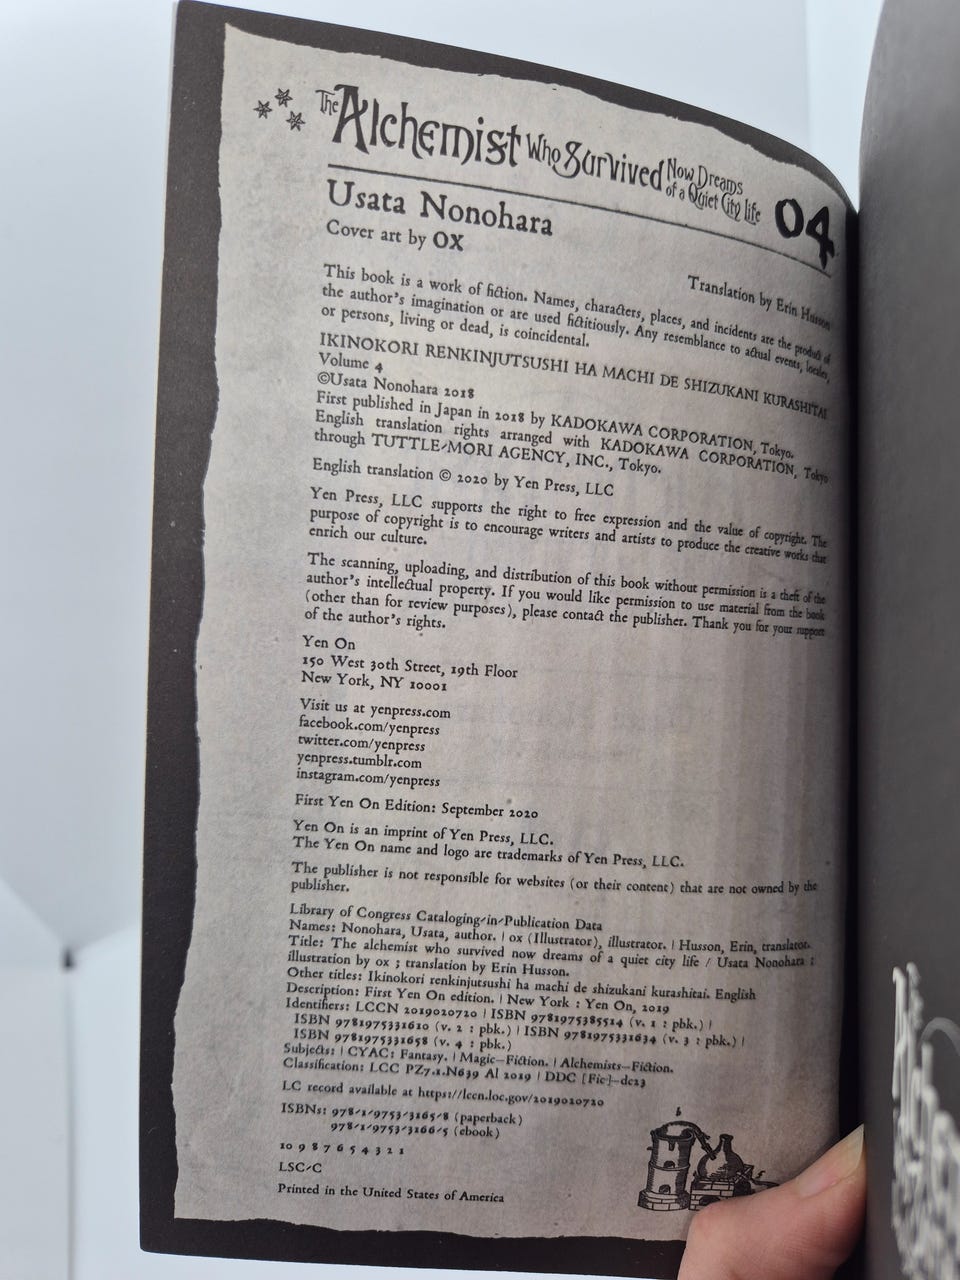 The Alchemist Who Survived Now Dreams of a Quiet City Life 04
Usata Nonohara
Cover art by OX
Translation by Erin Husson
This book is a work of fiction. Names, characters, places, and incidents are the product of
the author's imagination or are used fictitiously. Any resemblance to actual events, locales,
or persons, living or dead, is coincidental.
IKINOKORI RENKINJUTSUSHI HA MACHI DE SHIZUKANI KURASHITAI
Volume 4
©Usata Nonohara 2018
First published in Japan in 2018 by KADOKAWA CORPORATION, Tokyo.
English translation rights arranged with KADOKAWA CORPORATION, Tokyo
through TUTTLE-MORI AGENCY, INC., Tokyo.
English translation © 2020 by Yen Press, LLC
Yen Press, LLC supports the right to free expression and the value of copyright. The
purpose of copyright is to encourage writers and artists to produce the creative works that
enrich our culture.
The scanning, uploading, and distribution of this book without permission is a theft of the
author's intellectual property. If you would like permission to use material from the book
(other than for review purposes), please contact the publisher. Thank you for your support
of the author's rights.
Yen On
150 West 30th Street, 19th Floor
New York, NY 10001
Visit us at yenpress.com
facebook.com/yenpress
twitter.com/yenpress
yenpress.tumblr.com
instagram.com/yenpress
First Yen On Edition: September 2020
Yen On is an imprint of Yen Press, LLC.
The Yen On name and logo are trademarks of Yen Press, LLC.
The publisher is not responsible for websites (or their content) that are not owned by the
publisher.
Library of Congress Cataloging-in-Publication Data
Names: Nonohara, Usata, author. | ox (Illustrator), illustrator. | Husson, Erin, translator.
Title: The alchemist who survived now dreams of a quiet city life / Usata Nonohara ;
illustration by ox ; translation by Erin Husson.
Other titles: Ikinokori renkinjutsushi ha machi de shizukani kurashitai. English
Description: First Yen On edition. | New York : Yen On, 2019
Identifiers: LCCN 2019020720 | ISBN 9781975385514 (v. 1 : pbk.) |
ISBN 9781975331610 (v. 2 : pbk.) | ISBN 9781975331634 (v. 3 : pbk.) |
ISBN 9781975331658 (v. 4 : pbk.)
Subjects: | CYAC: Fantasy. | Magic—Fiction. | Alchemists—Fiction.
Classification: LCC PZ7.1.N639 Al 2019 | DDC [Fic]—dc23
LC record available at https://lccn.loc.gov/2019020720
ISBNs: 978-1-9753-3165-8 (paperback)
978-1-9753-3166-5 (ebook)
10 9 8 7 6 5 4 3 2 1
LSC-C
Printed in the United States of America